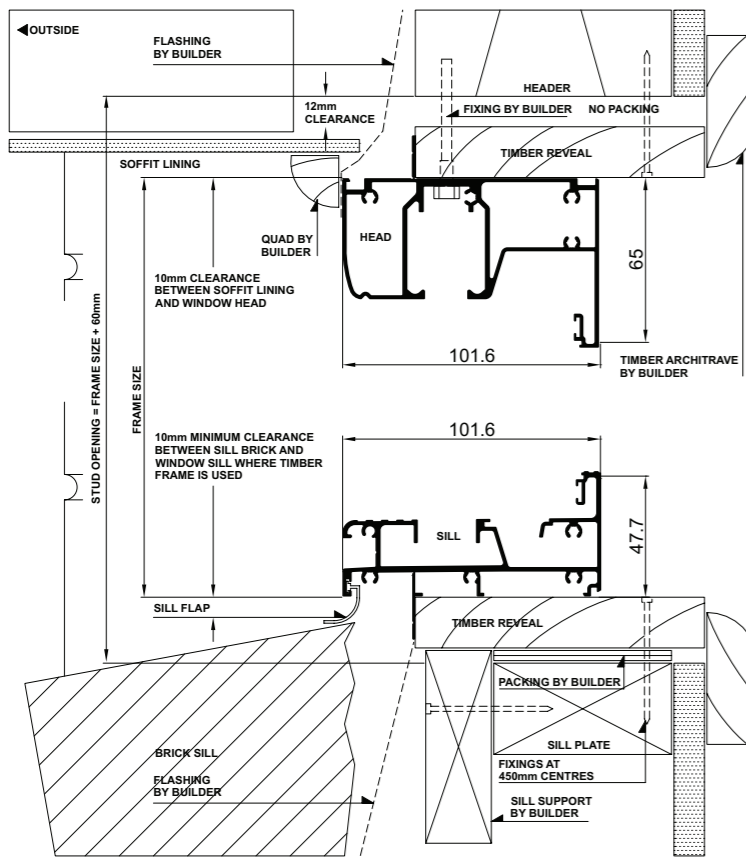 OUTSIDE
FLASHING
BY BUILDER
HEADER
12mm
CLEARANCE
FIXING BY BUILDER
NO PACKING
TIMBER REVEAL
SOFFIT LINING
QUAD BY
BUILDER
HEAD
65
10mm CLEARANCE
BETWEEN SOFFIT LINING
AND WINDOW HEAD
101.6
TIMBER ARCHITRAVE
BY BUILDER
STUD OPENING = FRAME SIZE + 60mm
FRAME SIZE
10mm MINIMUM CLEARANCE
BETWEEN SILL BRICK AND
WINDOW SILL WHERE TIMBER
FRAME IS USED
101.6
SILL
47.7
SILL FLAP
TIMBER REVEAL
PACKING BY BUILDER
BRICK SILL
SILL PLATE
FLASHING
BY BUILDER
FIXINGS AT
450mm CENTRES
SILL SUPPORT
BY BUILDER